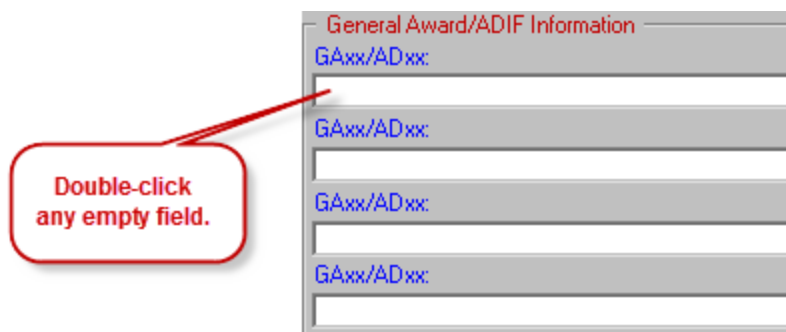 General Award/ADIF Information
GAxx/ADxx:
GAxx/ADxx:
Double-click
any empty field.
GAxx/ADxx:
GAxx/ADxx: